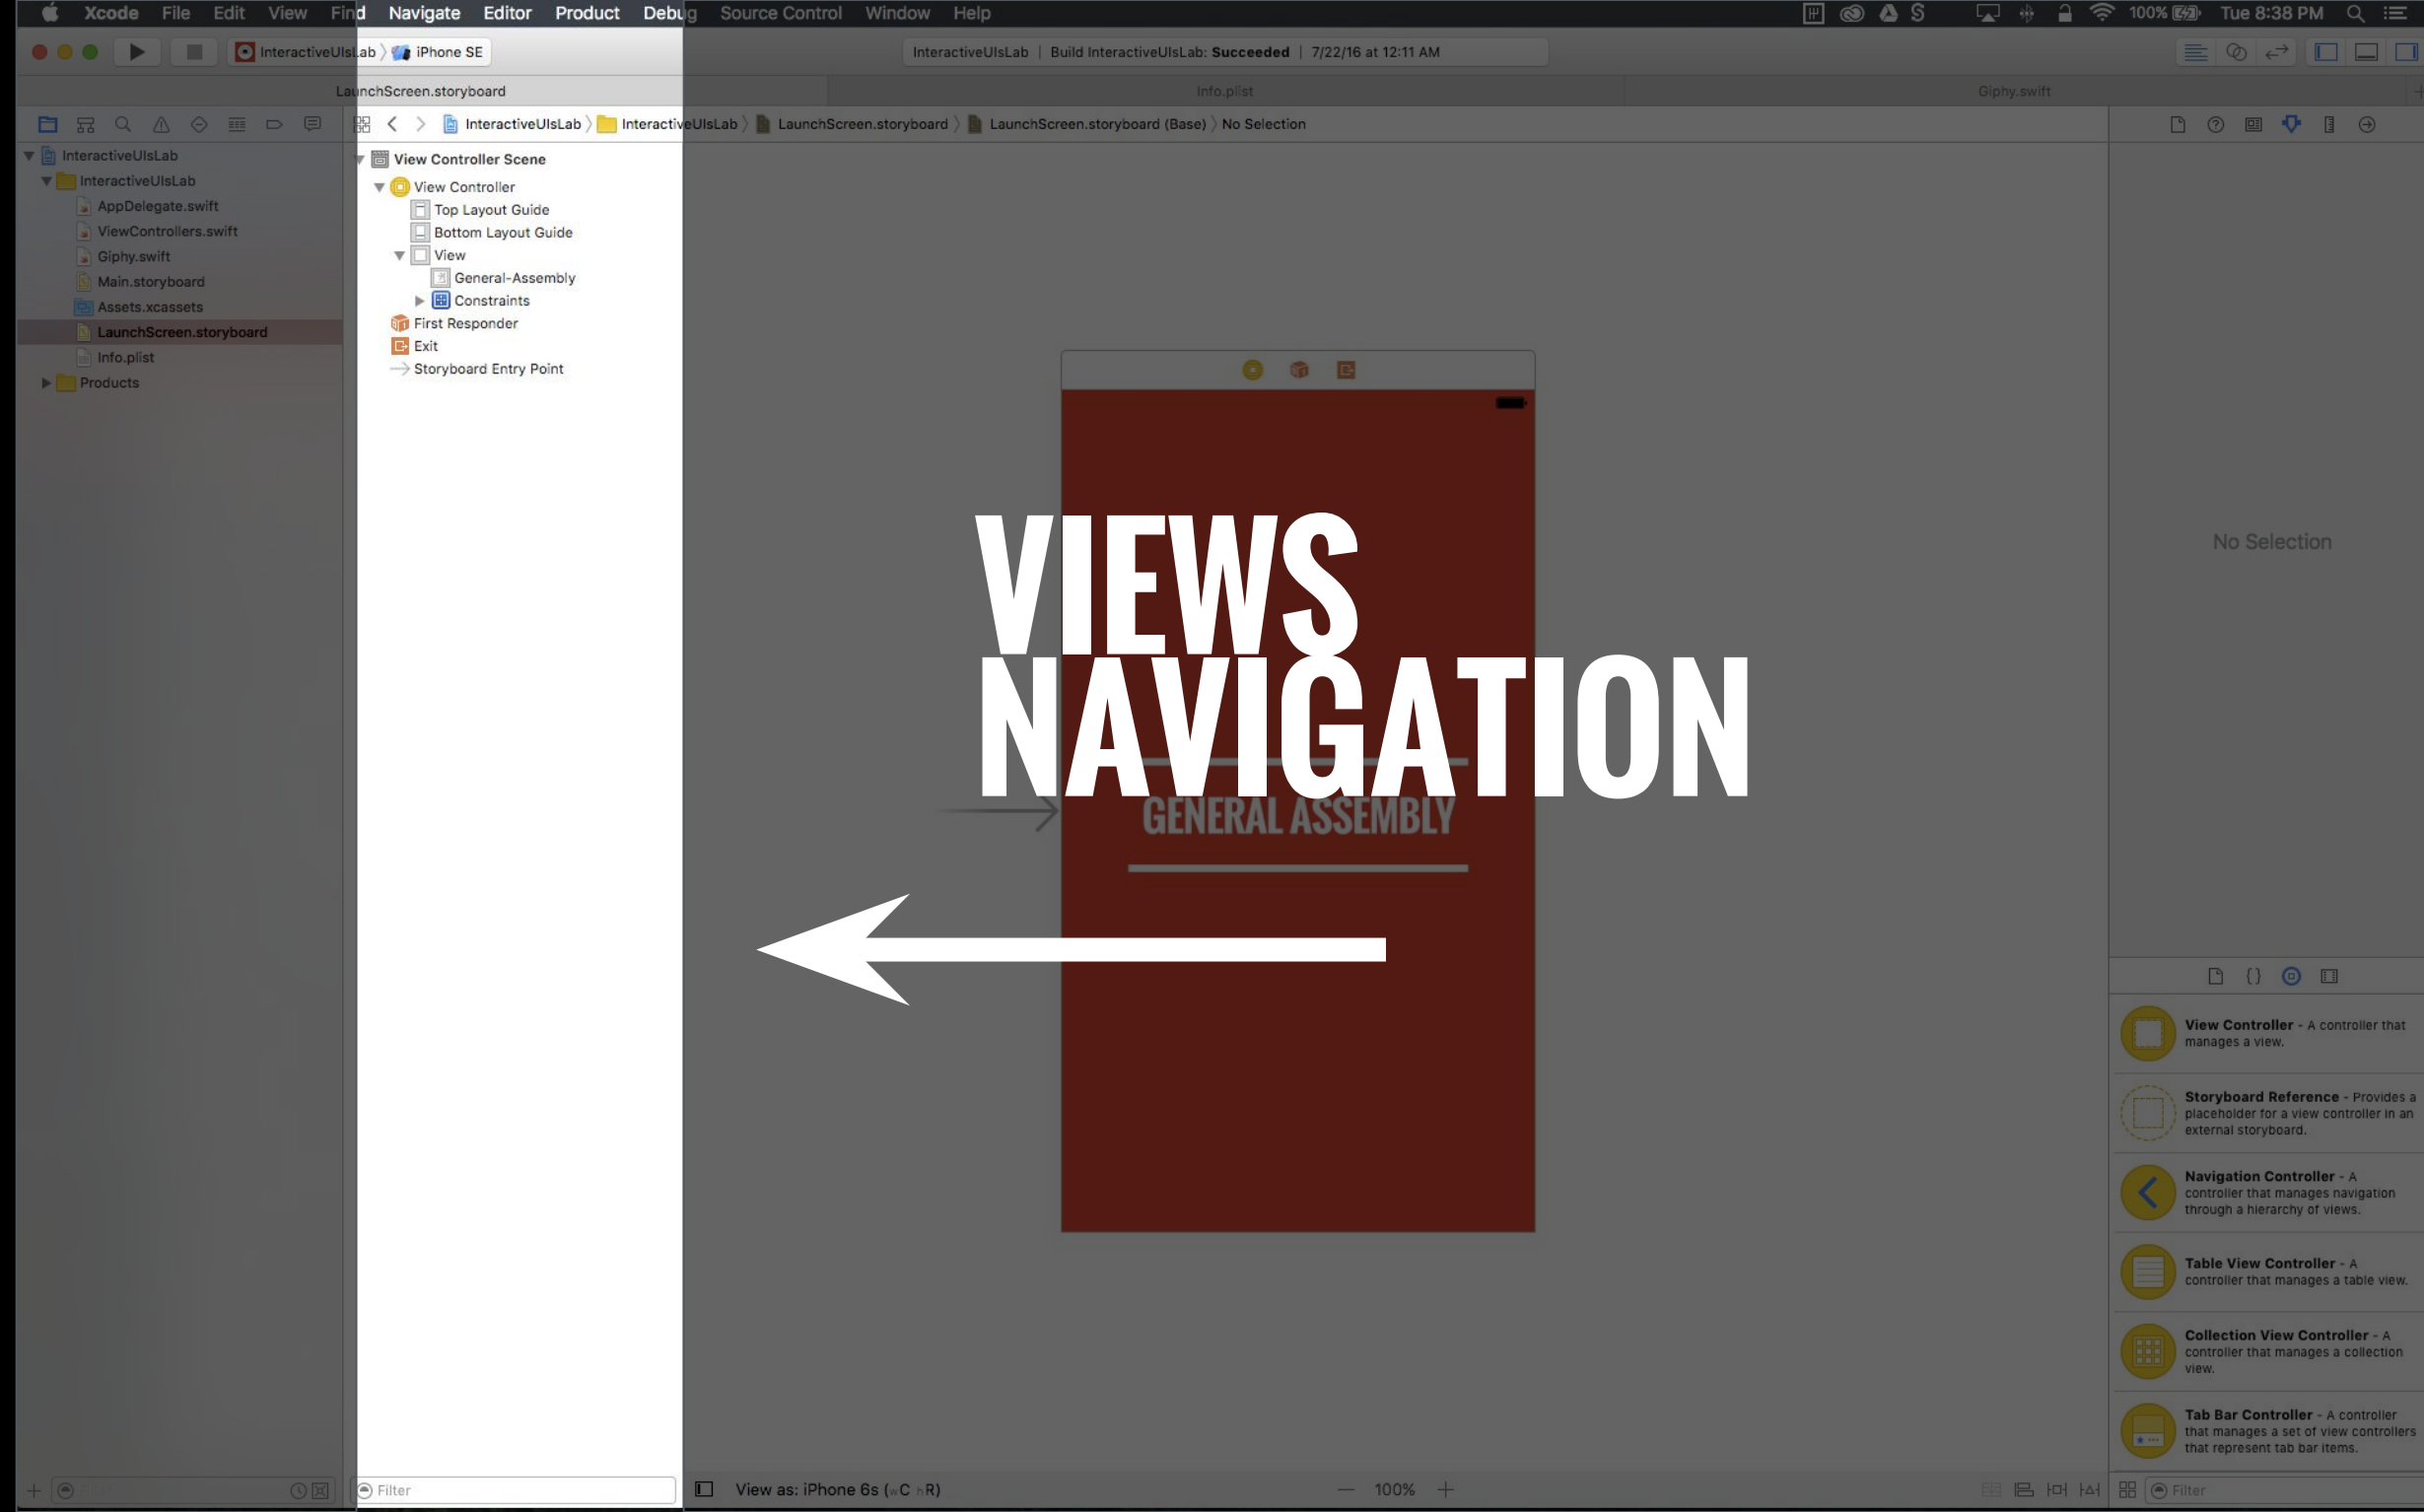 Xcode File Edit View Find Navigate Editor Product Debug Source Control Window Help 100% Tue 8:38 PM
InteractiveUIsLab iPhone SE InteractiveUIsLab | Build InteractiveUIsLab: Succeeded | 7/22/16 at 12:11 AM
LaunchScreen.storyboard Info.plist Giphy.swift
InteractiveUIsLab InteractiveUIsLab LaunchScreen.storyboard LaunchScreen.storyboard (Base) No Selection
InteractiveUIsLab
InteractiveUIsLab
AppDelegate.swift
ViewControllers.swift
Giphy.swift
Main.storyboard
Assets.xcassets
LaunchScreen.storyboard
Info.plist
Products
View Controller Scene
View Controller
Top Layout Guide
Bottom Layout Guide
View
General-Assembly
Constraints
First Responder
Exit
Storyboard Entry Point
VIEWS
NAVIGATION
GENERAL ASSEMBLY
No Selection
View Controller - A controller that
manages a view.
Storyboard Reference - Provides a
placeholder for a view controller in an
external storyboard.
Navigation Controller - A
controller that manages navigation
through a hierarchy of views.
Table View Controller - A
controller that manages a table view.
Collection View Controller - A
controller that manages a collection
view.
Tab Bar Controller - A controller
that manages a set of view controllers
that represent tab bar items.
Filter
View as: iPhone 6s (wC hR)
100%
Filter